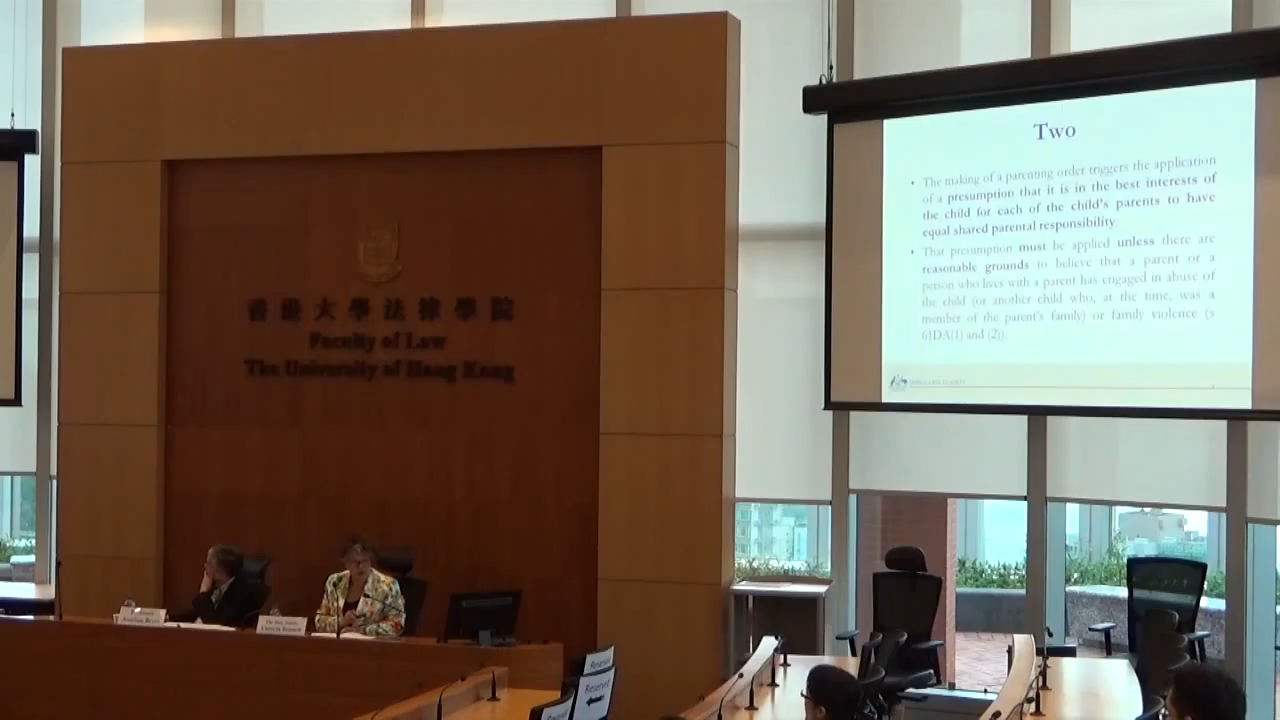 香港大學法律學院
Faculty of Law
The University of Hong Kong
Two
• The making of a parenting order triggers the application
of a presumption that it is in the best interests of
the child for each of the child's parents to have
equal shared parental responsibility.
• That presumption must be applied unless there are
reasonable grounds to believe that a parent or a
person who lives with a parent has engaged in abuse of
the child (or another child who, at the time, was a
member of the parent's family) or family violence (s
61DA(1) and (2)).
Victoria Bennett
Reserved
Reserved